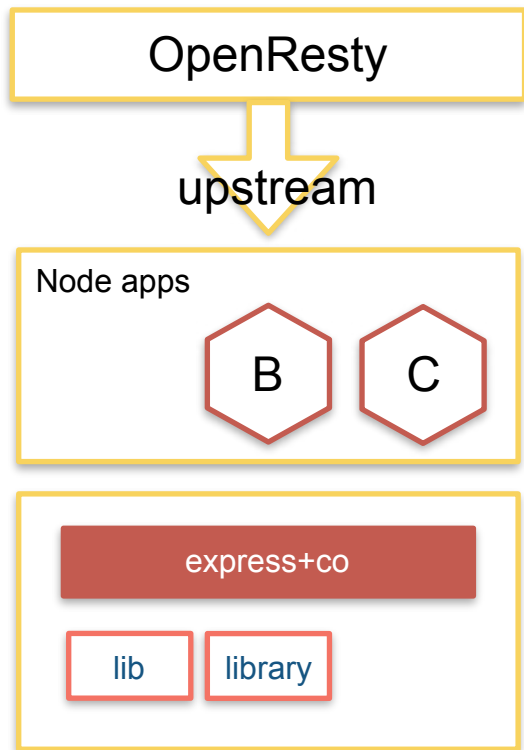 OpenResty
upstream
Node apps
B C
express+co
lib library